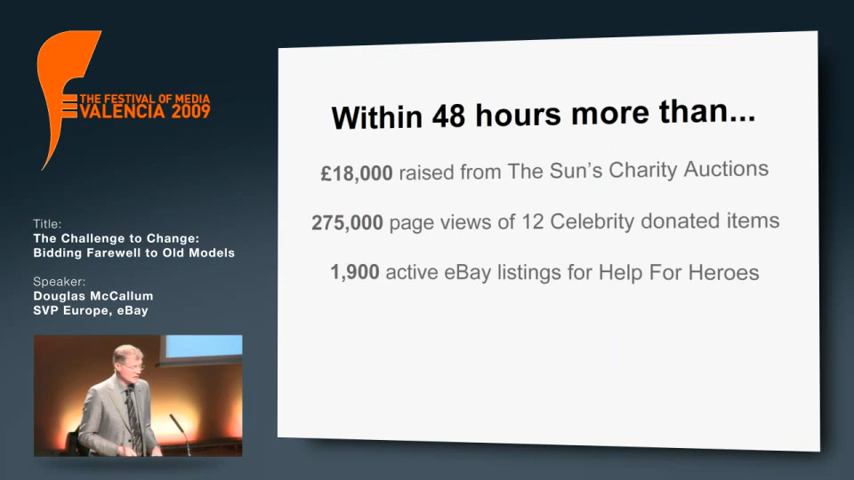 THE FESTIVAL OF MEDIA
VALENCIA 2009
Title:
The Challenge to Change:
Bidding Farewell to Old Models
Speaker:
Douglas McCallum
SVP Europe, eBay
Within 48 hours more than...
£18,000 raised from The Sun's Charity Auctions
275,000 page views of 12 Celebrity donated items
1,900 active eBay listings for Help For Heroes